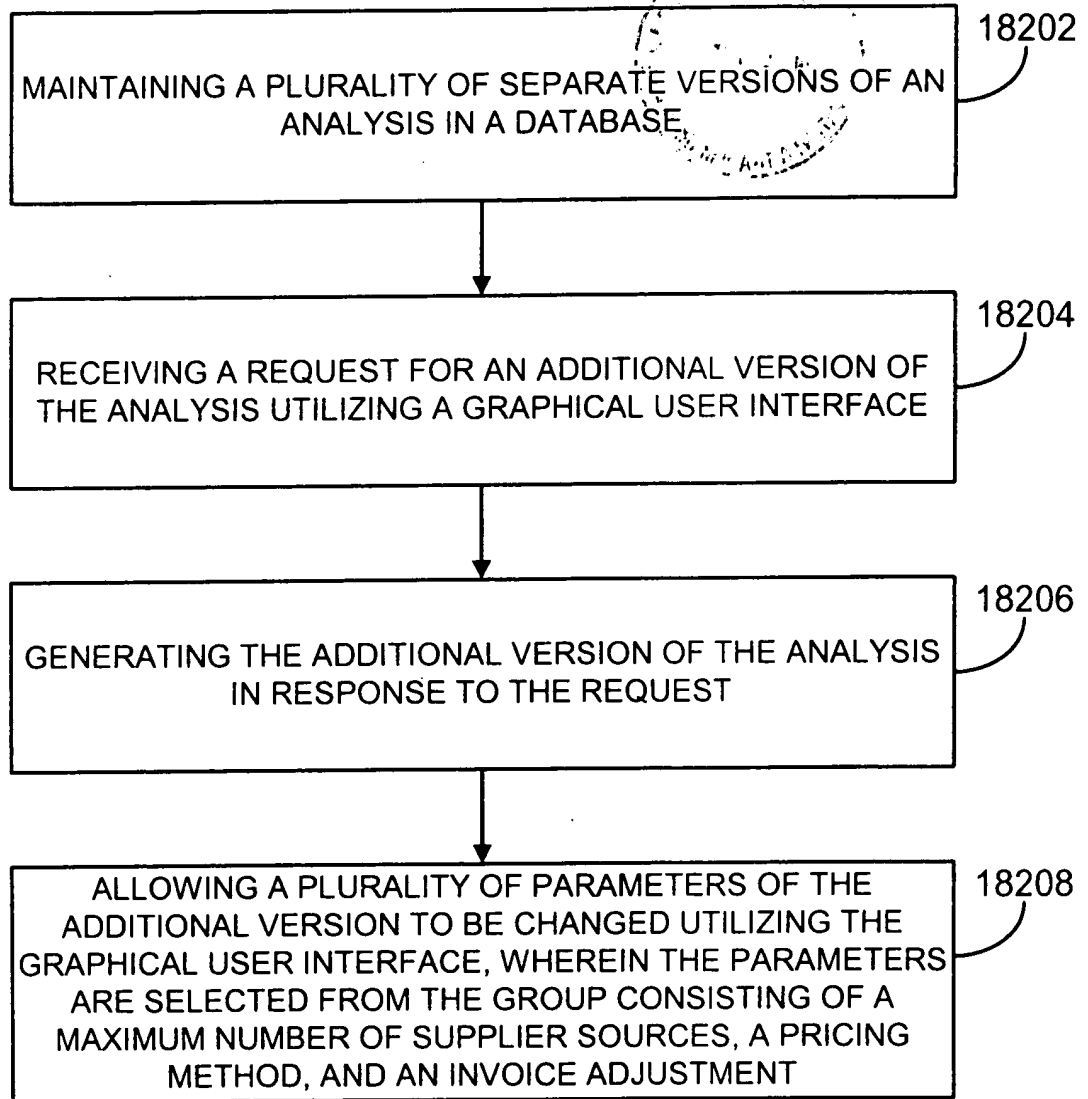 18202
MAINTAINING A PLURALITY OF SEPARATE VERSIONS OF AN
ANALYSIS IN A DATABASE
18204
RECEIVING A REQUEST FOR AN ADDITIONAL VERSION OF
THE ANALYSIS UTILIZING A GRAPHICAL USER INTERFACE
18206
GENERATING THE ADDITIONAL VERSION OF THE ANALYSIS
IN RESPONSE TO THE REQUEST
18208
ALLOWING A PLURALITY OF PARAMETERS OF THE
ADDITIONAL VERSION TO BE CHANGED UTILIZING THE
GRAPHICAL USER INTERFACE, WHEREIN THE PARAMETERS
ARE SELECTED FROM THE GROUP CONSISTING OF A
MAXIMUM NUMBER OF SUPPLIER SOURCES, A PRICING
METHOD, AND AN INVOICE ADJUSTMENT